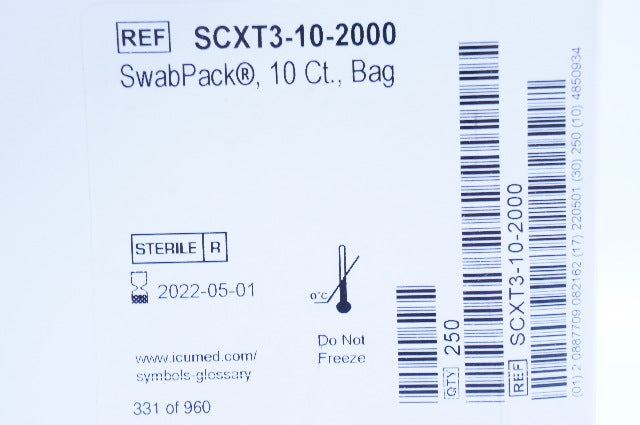 REF SCXT3-10-2000
SwabPack®, 10 Ct., Bag
STERILE R
2022-05-01
0°C
Do Not
Freeze
www.icumed.com/
symbols-glossary
331 of 960
QTY 250
REF SCXT3-10-2000
(01) 2 0887709 082162 (17) 220501 (30) 250 (10) 4850934